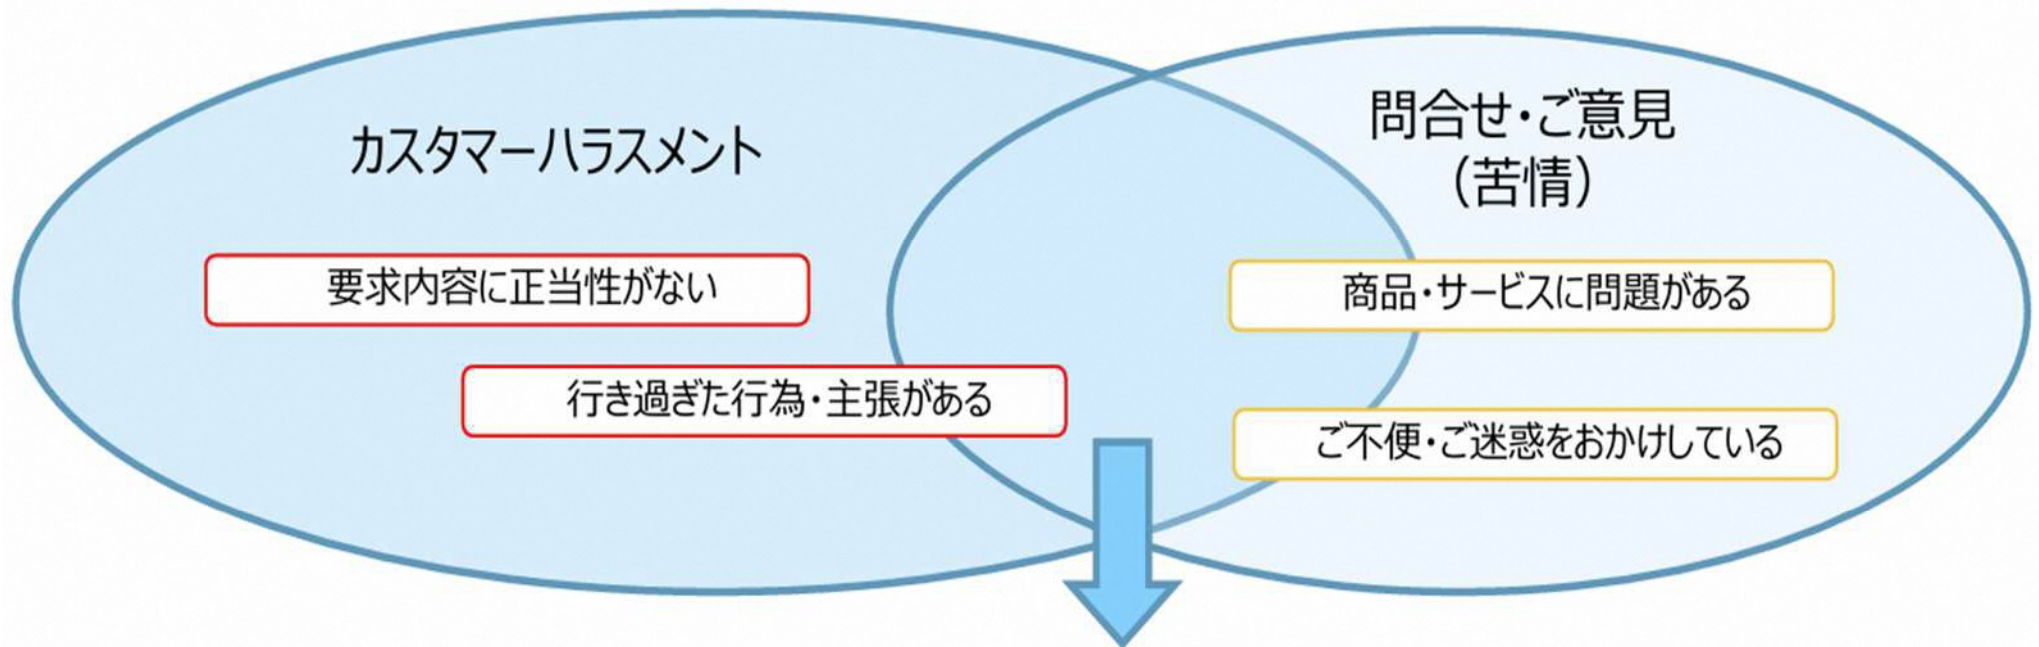 カスタマーハラスメント
問合せ・ご意見
（苦情）
要求内容に正当性がない
商品・サービスに問題がある
行き過ぎた行為・主張がある
ご不便・ご迷惑をおかけしている